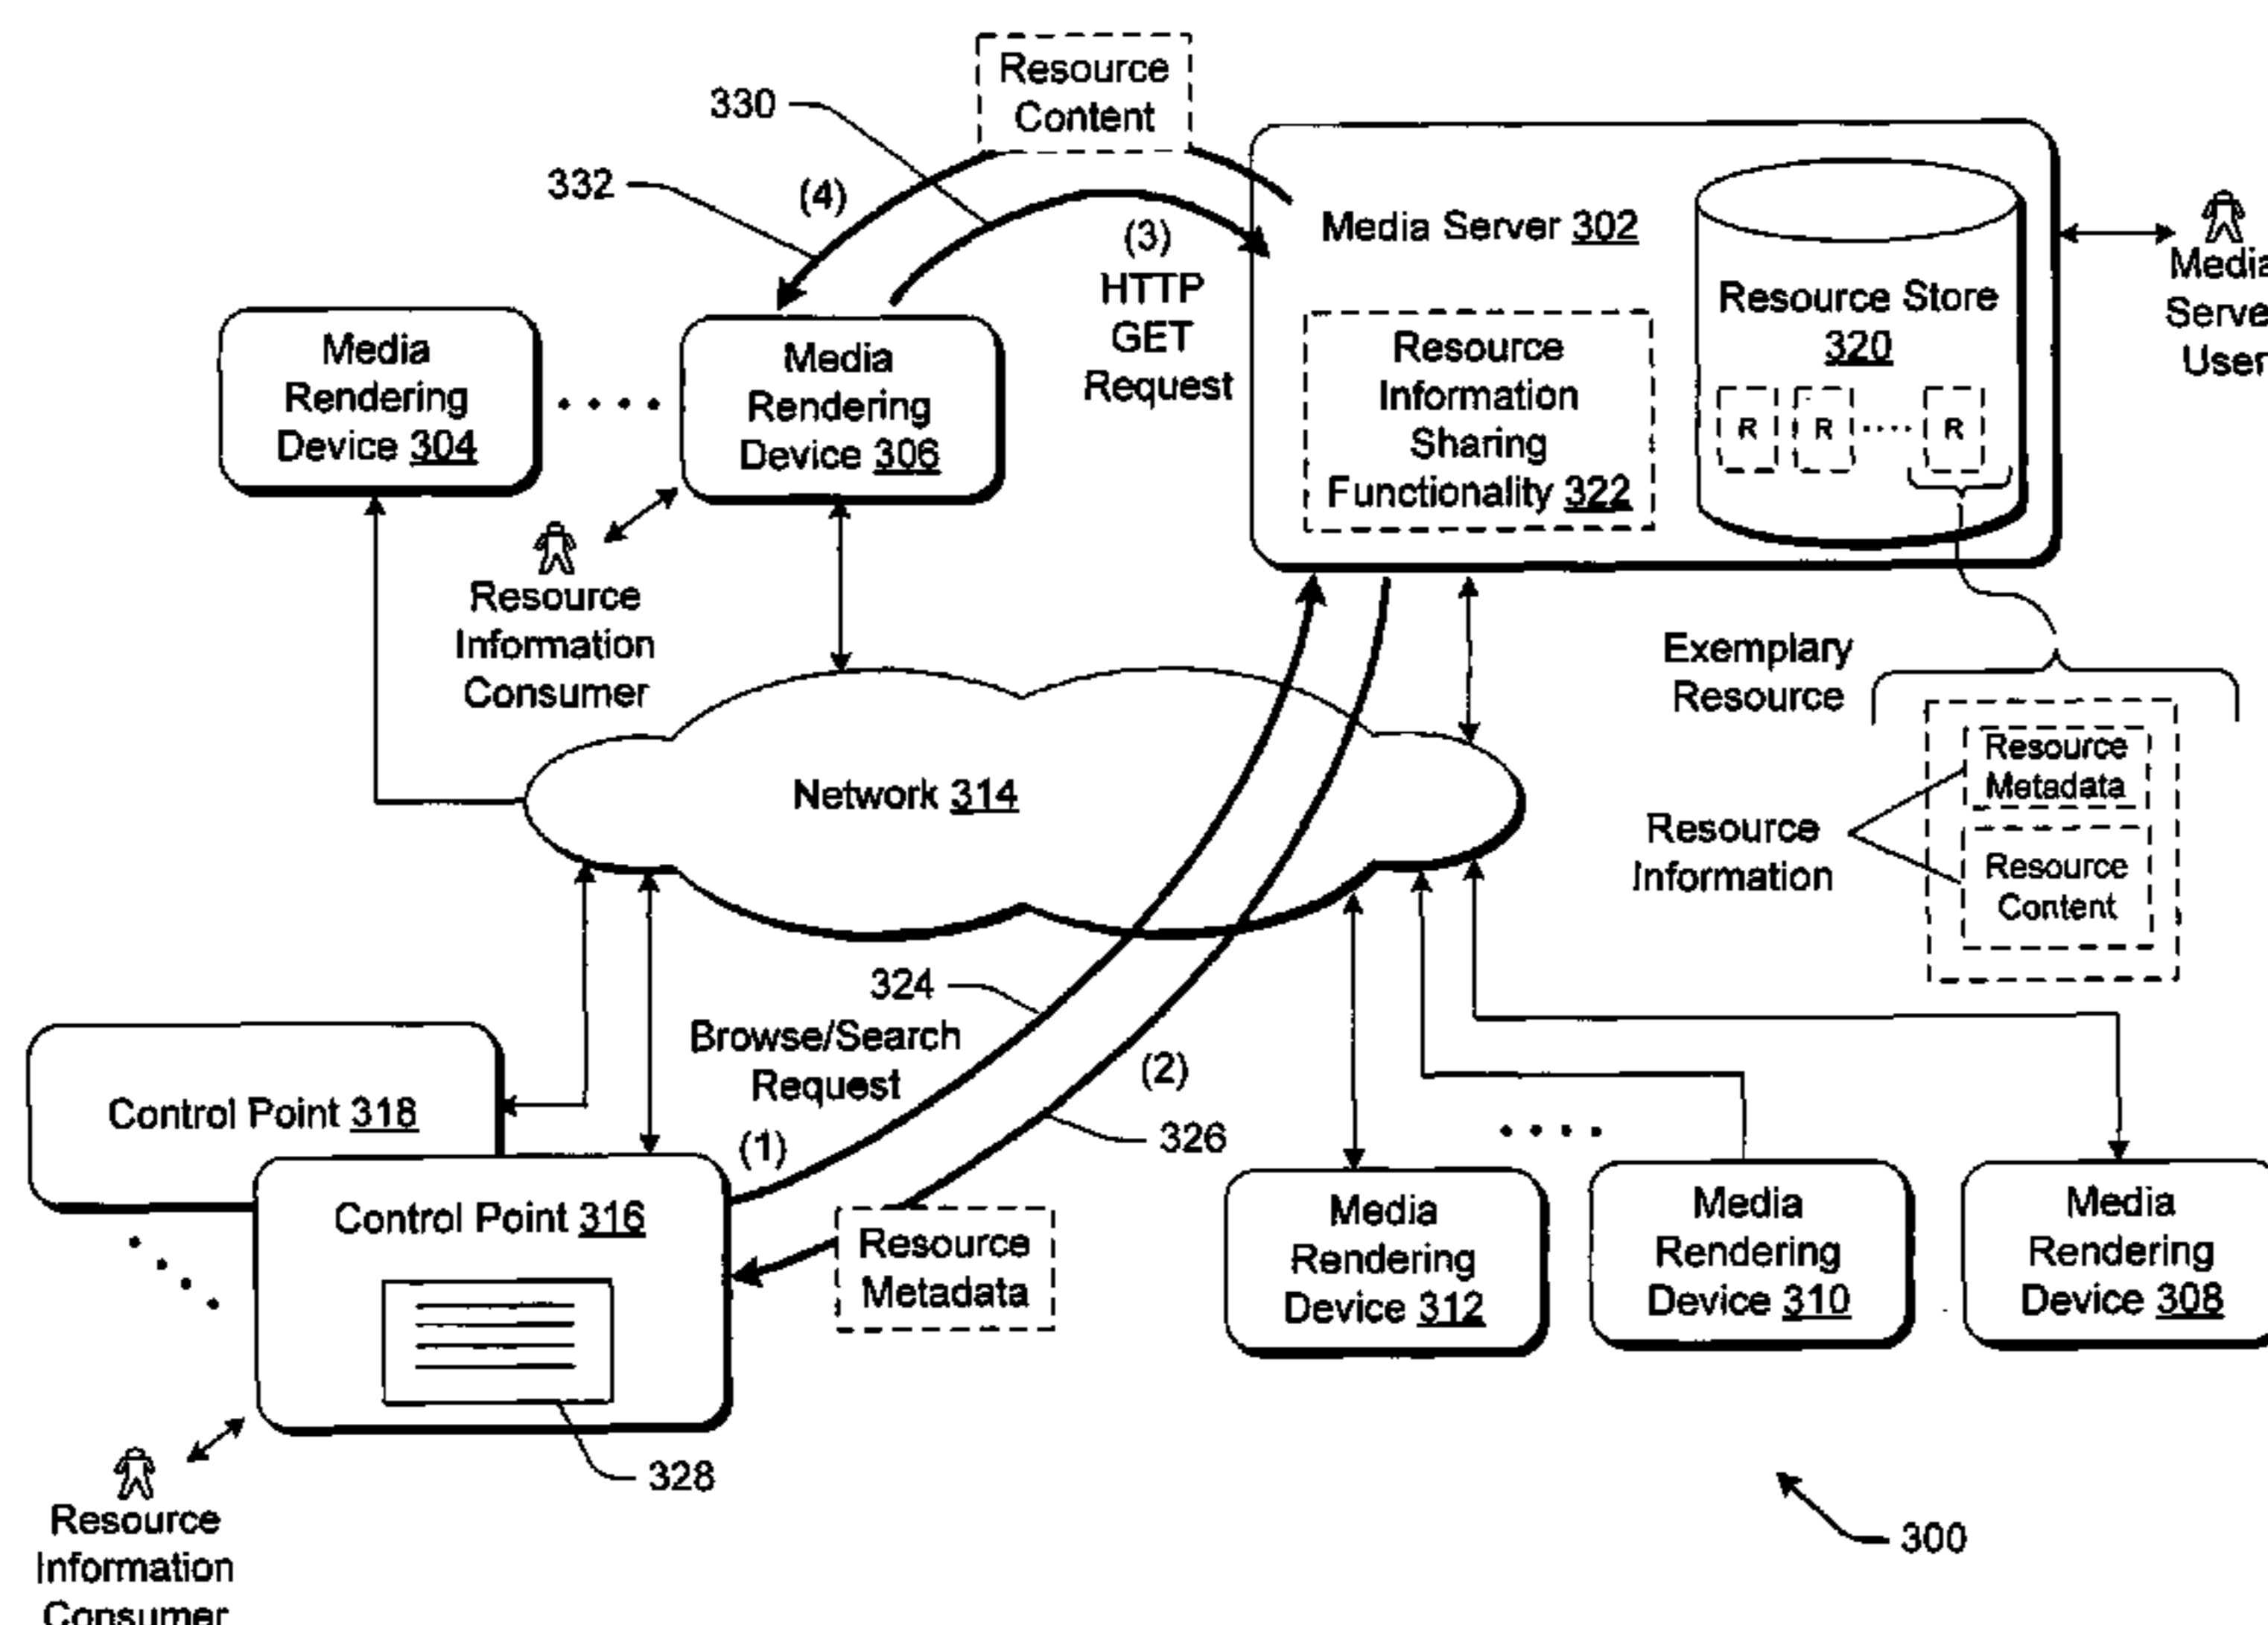 Resource
Content
330
332
(4)
(3)
HTTP
GET
Request
Media Server 302
Resource
Information
Sharing
Functionality 322
Resource Store
320
R
R
R
Media
Server
User
Media
Rendering
Device 304
Media
Rendering
Device 306
Resource
Information
Consumer
Exemplary
Resource
Resource
Metadata
Resource
Content
Resource
Information
Network 314
324
Browse/Search
Request
(1)
(2)
326
Control Point 318
Control Point 316
Resource
Metadata
328
Media
Rendering
Device 312
Media
Rendering
Device 310
Media
Rendering
Device 308
Resource
Information
Consumer
300